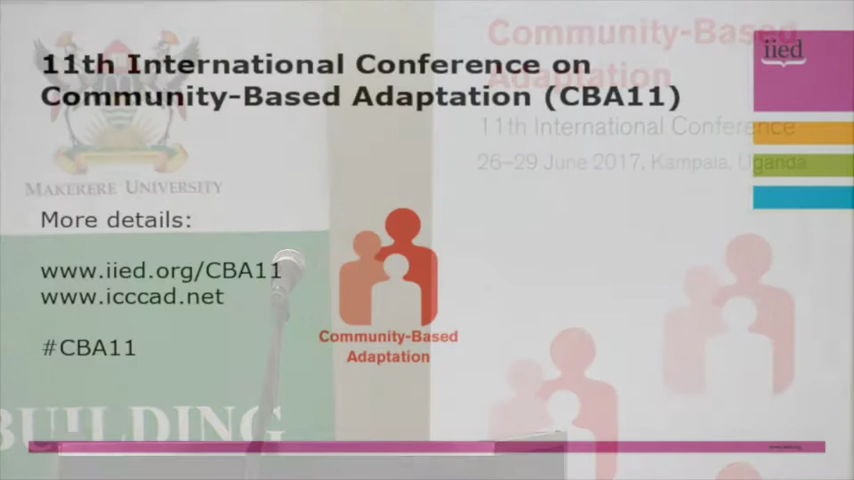 11th International Conference on
Community-Based Adaptation (CBA11)
Community-Based
Adaptation
iied
11th International Conference
26–29 June 2017, Kampala, Uganda
MAKERERE UNIVERSITY
More details:
www.iied.org/CBA11
www.icccad.net
#CBA11
Community-Based
Adaptation
BUILDING